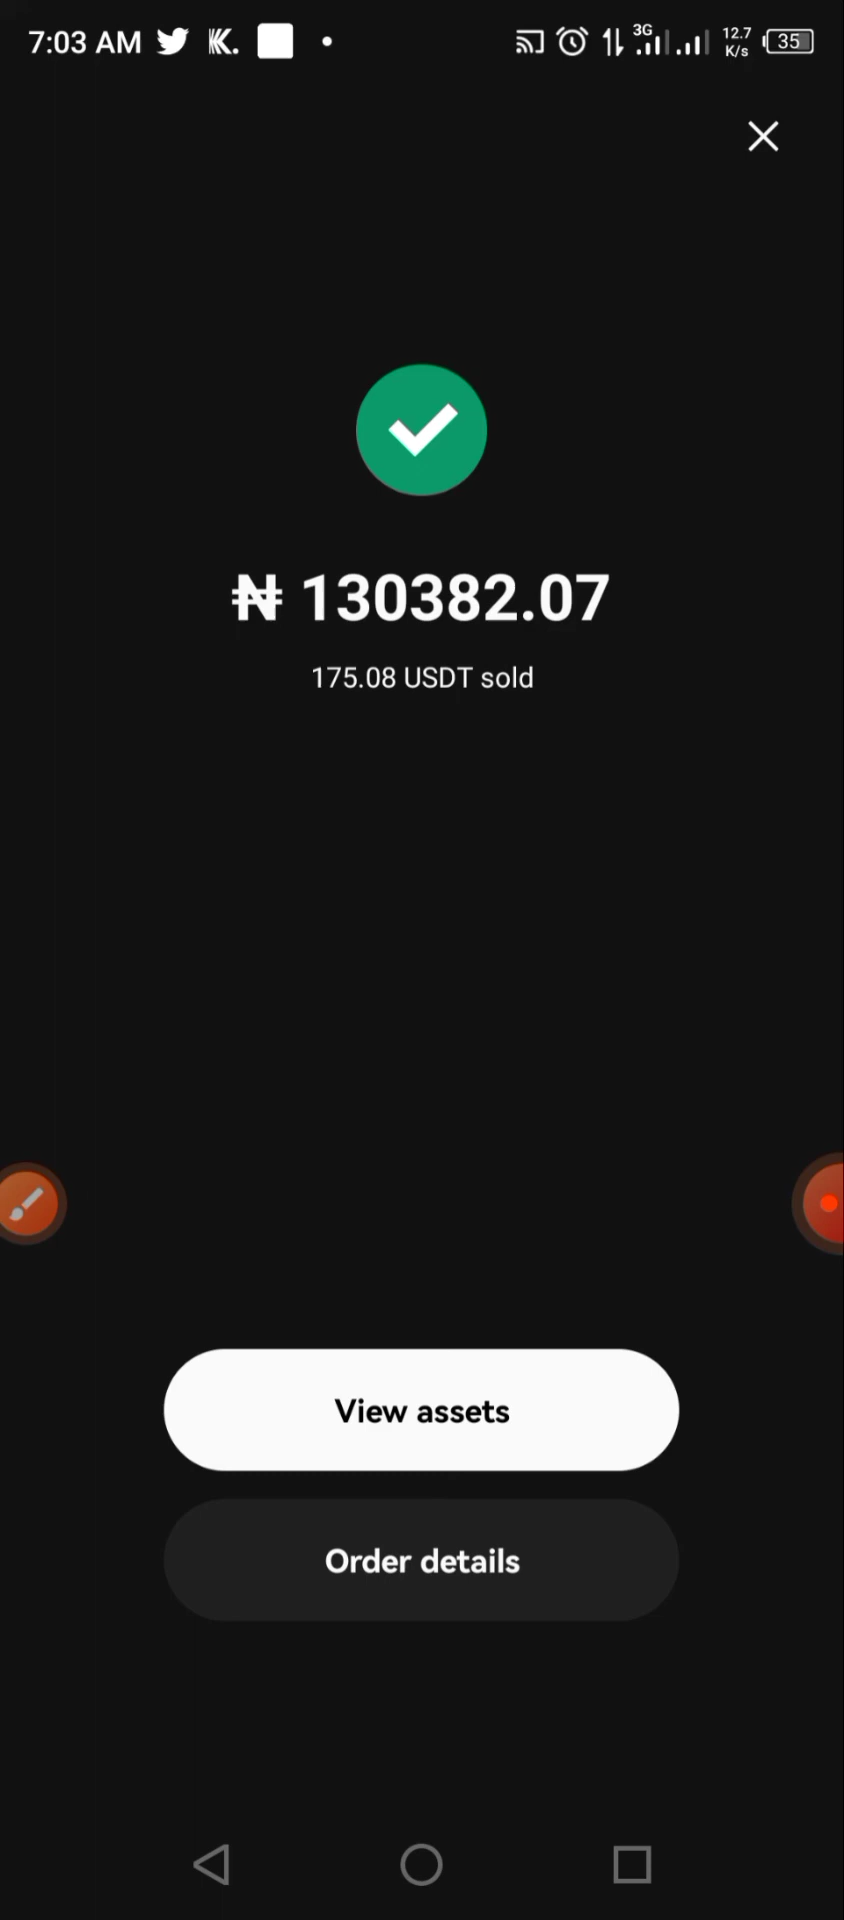 7:03 AM K. 3G 12.7 K/s 35
₦ 130382.07
175.08 USDT sold
View assets
Order details